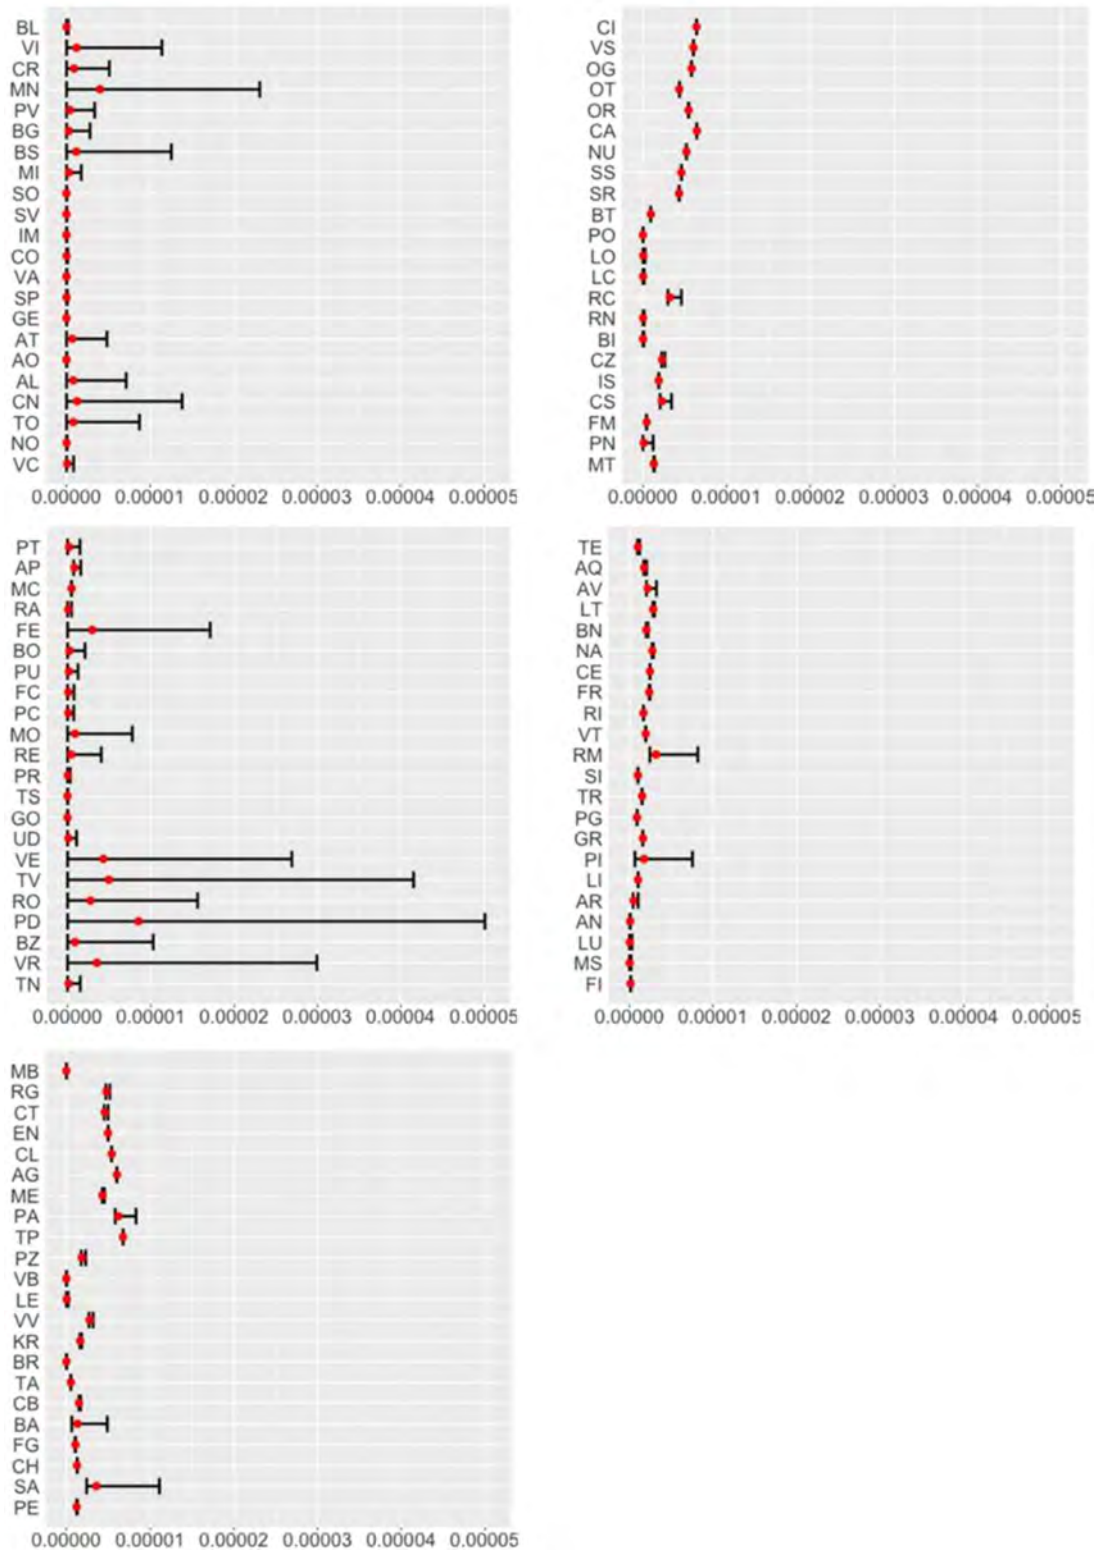 BL
VI
CR
MN
PV
BG
BS
MI
SO
SV
IM
CO
VA
SP
GE
AT
AO
AL
CN
TO
NO
VC
0.00000 0.00001 0.00002 0.00003 0.00004 0.00005
CI
VS
OG
OT
OR
CA
NU
SS
SR
BT
PO
LO
LC
RC
RN
BI
CZ
IS
CS
FM
PN
MT
0.00000 0.00001 0.00002 0.00003 0.00004 0.00005
PT
AP
MC
RA
FE
BO
PU
FC
PC
MO
RE
PR
TS
GO
UD
VE
TV
RO
PD
BZ
VR
TN
0.00000 0.00001 0.00002 0.00003 0.00004 0.00005
TE
AQ
AV
LT
BN
NA
CE
FR
RI
VT
RM
SI
TR
PG
GR
PI
LI
AR
AN
LU
MS
FI
0.00000 0.00001 0.00002 0.00003 0.00004 0.00005
MB
RG
CT
EN
CL
AG
ME
PA
TP
PZ
VB
LE
VV
KR
BR
TA
CB
BA
FG
CH
SA
PE
0.00000 0.00001 0.00002 0.00003 0.00004 0.00005